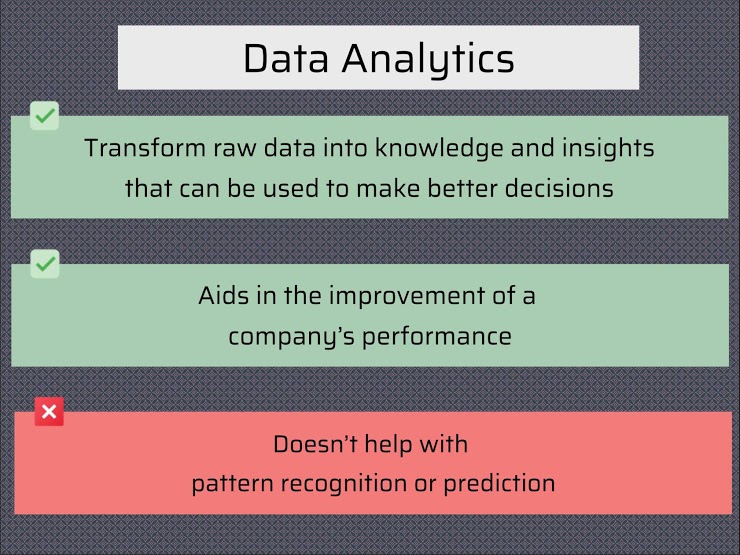 Data Analytics
Transform raw data into knowledge and insights
that can be used to make better decisions
Aids in the improvement of a
company’s performance
Doesn’t help with
pattern recognition or prediction